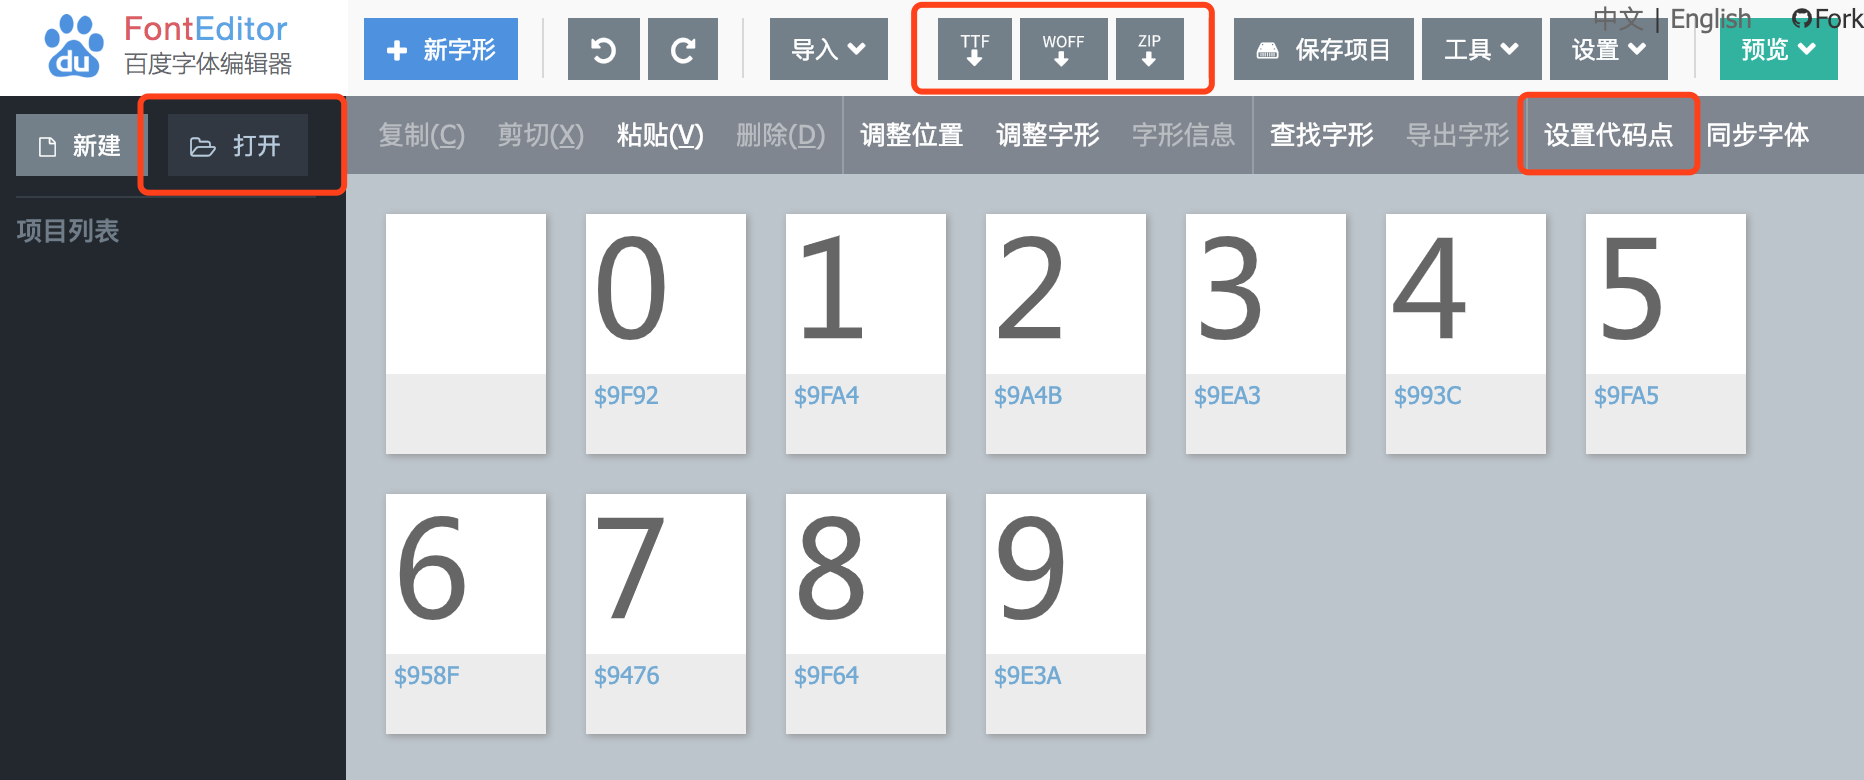 FontEditor
百度字体编辑器
新字形
导入
TTF
WOFF
ZIP
保存项目
工具
设置
预览
中文 | English
Fork
新建
打开
复制(C) 剪切(X) 粘贴(V) 删除(D) 调整位置 调整字形 字形信息 查找字形 导出字形 设置代码点 同步字体
项目列表
0 1 2 3 4 5
$9F92 $9FA4 $9A4B $9EA3 $993C $9FA5
6 7 8 9
$958F $9476 $9F64 $9E3A
du